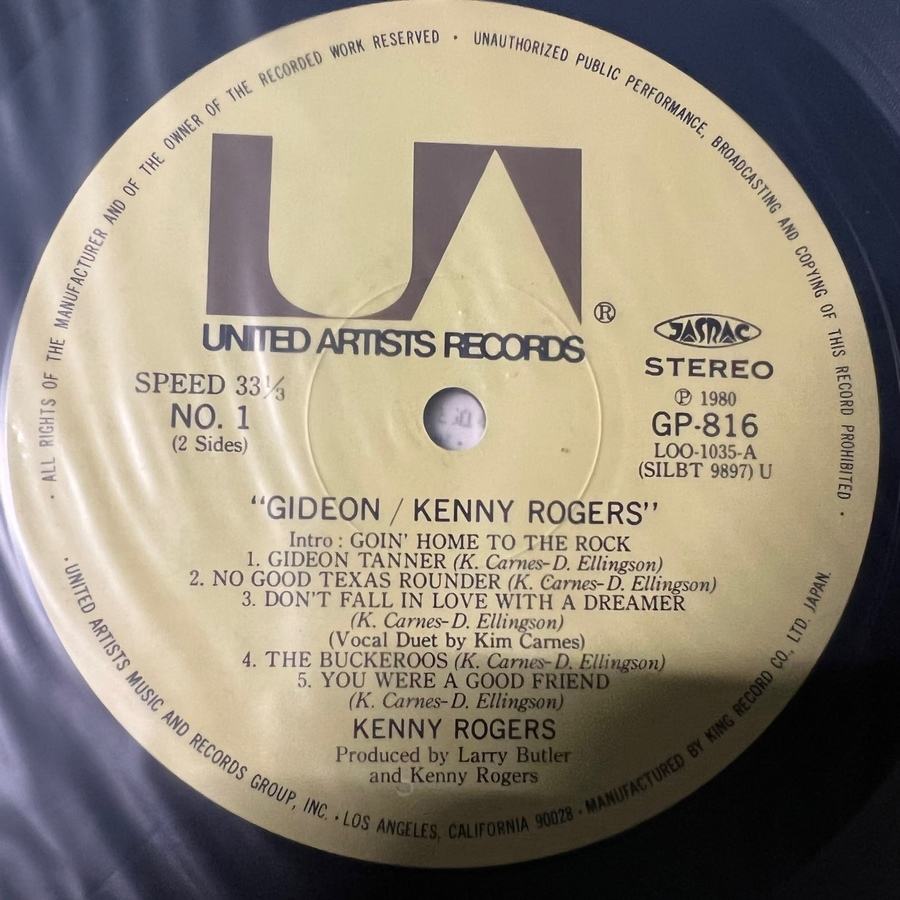 · ALL RIGHTS OF THE MANUFACTURER AND OF THE OWNER OF THE RECORDED WORK RESERVED · UNAUTHORIZED PUBLIC PERFORMANCE, BROADCASTING AND COPYING OF THIS RECORD PROHIBITED ·
UA ®
UNITED ARTISTS RECORDS
SPEED 33⅓
NO. 1
(2 Sides)
JASRAC
STEREO
Ⓟ 1980
GP-816
LOO-1035-A
(SILBT 9897) U
“GIDEON / KENNY ROGERS”
Intro : GOIN' HOME TO THE ROCK
1. GIDEON TANNER (K. Carnes-D. Ellingson)
2. NO GOOD TEXAS ROUNDER (K. Carnes-D. Ellingson)
3. DON'T FALL IN LOVE WITH A DREAMER
(K. Carnes-D. Ellingson)
(Vocal Duet by Kim Carnes)
4. THE BUCKEROOS (K. Carnes-D. Ellingson)
5. YOU WERE A GOOD FRIEND
(K. Carnes-D. Ellingson)
KENNY ROGERS
Produced by Larry Butler
and Kenny Rogers
· UNITED ARTISTS MUSIC AND RECORDS GROUP, INC. · LOS ANGELES, CALIFORNIA 90028 · MANUFACTURED BY KING RECORD CO., LTD. JAPAN.